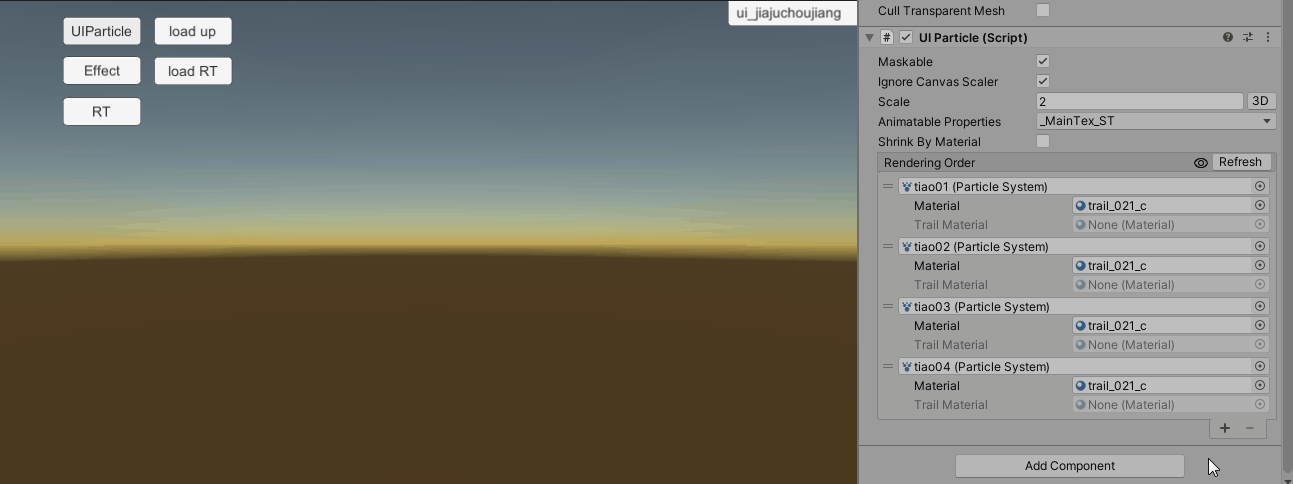 UIParticle load up
Effect load RT
RT
ui_jiajuchoujiang
Cull Transparent Mesh
# UI Particle (Script)
Maskable
Ignore Canvas Scaler
Scale 2 3D
Animatable Properties _MainTex_ST
Shrink By Material
Rendering Order Refresh
tiao01 (Particle System)
Material trail_021_c
Trail Material None (Material)
tiao02 (Particle System)
Material trail_021_c
Trail Material None (Material)
tiao03 (Particle System)
Material trail_021_c
Trail Material None (Material)
tiao04 (Particle System)
Material trail_021_c
Trail Material None (Material)
+ −
Add Component